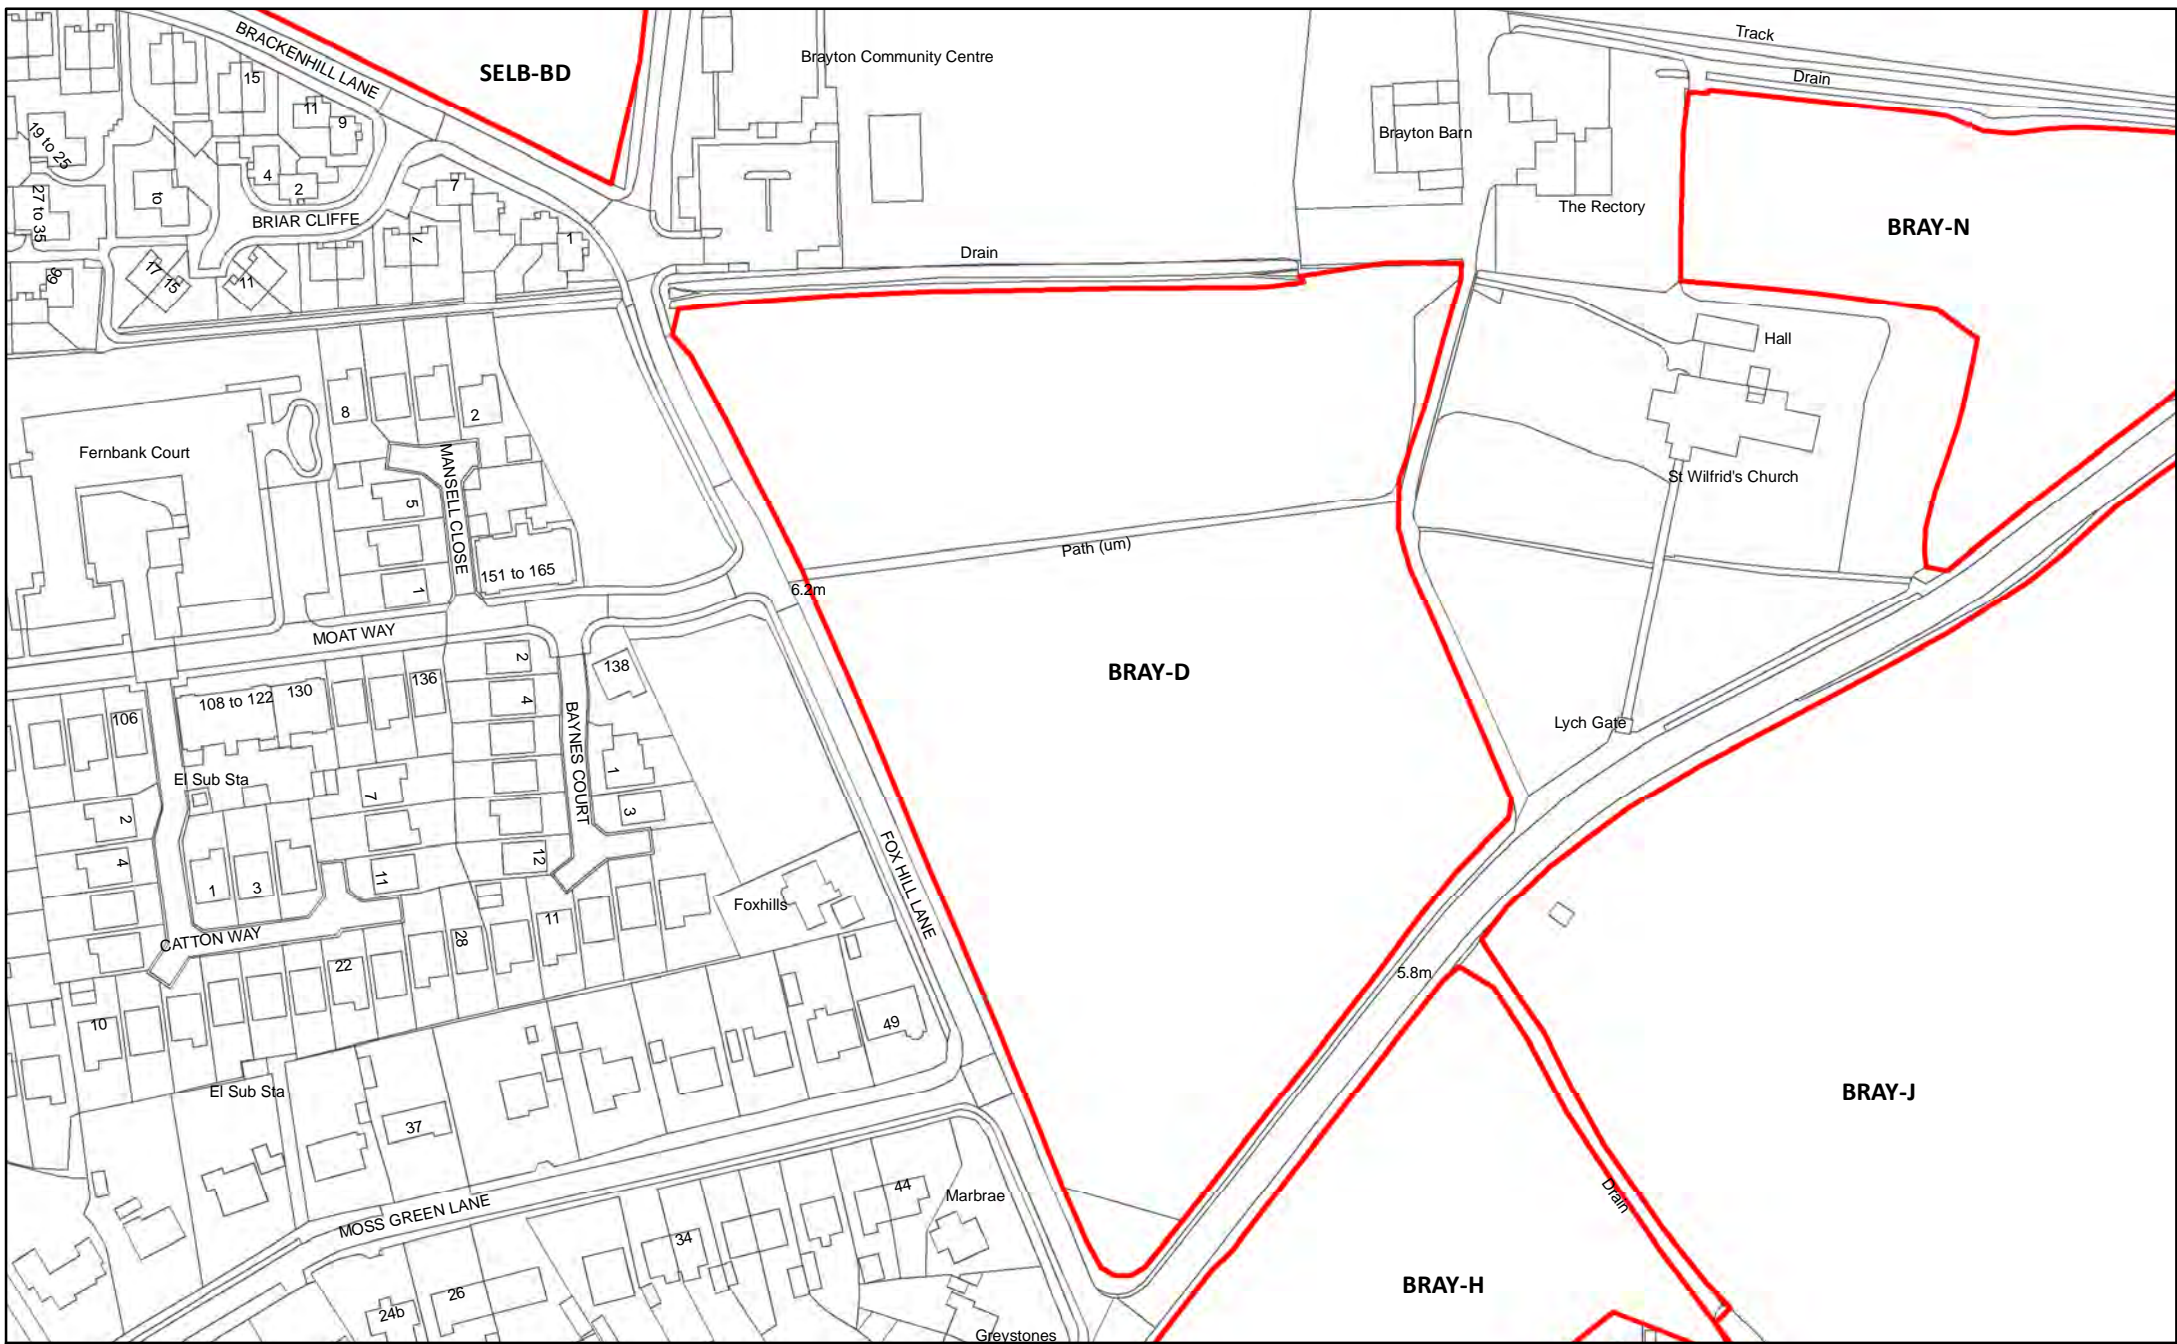 BRACKENHILL LANE
SELB-BD
Brayton Community Centre
Track
Drain
15
11
9
19 to 25
Brayton Barn
4
2
7
27 to 35
to
BRIAR CLIFFE
The Rectory
BRAY-N
1
1
Drain
17
15
11
Hall
8
2
Fernbank Court
MANSELL CLOSE
St Wilfrid's Church
5
Path (um)
151 to 165
1
6.2m
MOAT WAY
2
138
BRAY-D
136
130
108 to 122
4
106
BAYNES COURT
Lych Gate
El Sub Sta
1
7
3
2
FOX HILL LANE
12
4
11
1
3
Foxhills
11
CATTON WAY
28
22
5.8m
10
49
El Sub Sta
BRAY-J
37
Drain
44
Marbrae
MOSS GREEN LANE
34
BRAY-H
26
24b
Greystones